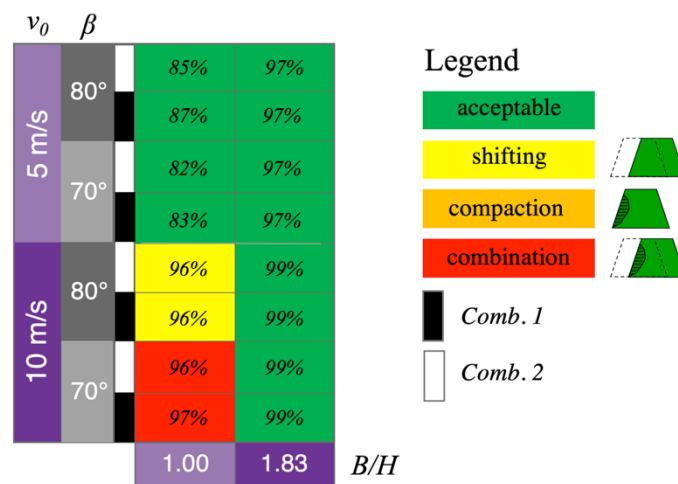 v₀ β
5 m/s
80°
85% 97%
87% 97%
70°
82% 97%
83% 97%
10 m/s
80°
96% 99%
96% 99%
70°
96% 99%
97% 99%
1.00 1.83 B/H
Legend
acceptable
shifting
compaction
combination
Comb. 1
Comb. 2